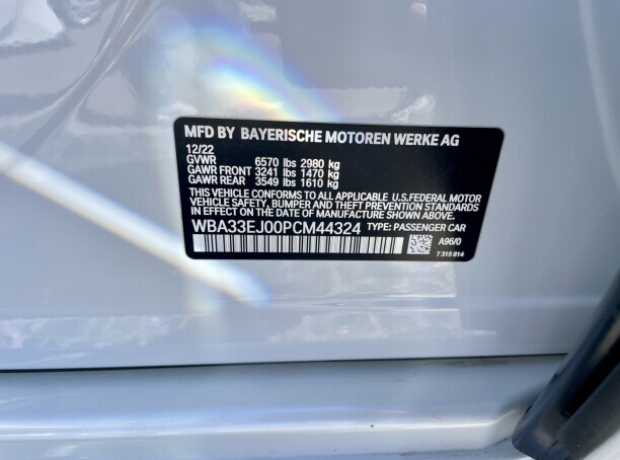 MFD BY BAYERISCHE MOTOREN WERKE AG
12/22
GVWR 6570 lbs 2980 kg
GAWR FRONT 3241 lbs 1470 kg
GAWR REAR 3549 lbs 1610 kg
THIS VEHICLE CONFORMS TO ALL APPLICABLE U.S.FEDERAL MOTOR
VEHICLE SAFETY, BUMPER AND THEFT PREVENTION STANDARDS
IN EFFECT ON THE DATE OF MANUFACTURE SHOWN ABOVE.
WBA33EJ00PCM44324 TYPE: PASSENGER CAR
A96/0
7 315 814